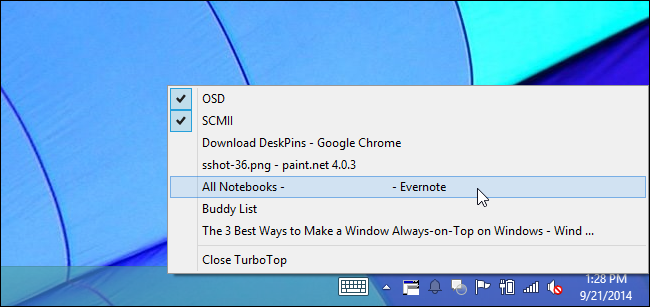 OSD
SCMII
Download DeskPins - Google Chrome
sshot-36.png - paint.net 4.0.3
All Notebooks - - Evernote
Buddy List
The 3 Best Ways to Make a Window Always-on-Top on Windows - Wind ...
Close TurboTop
1:28 PM
9/21/2014